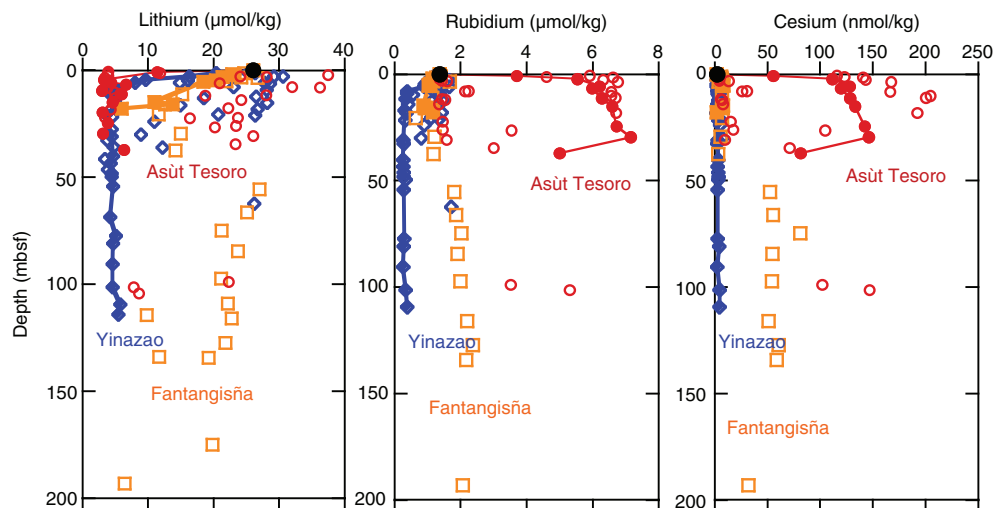 Lithium (µmol/kg)
0 10 20 30 40
Depth (mbsf)
0
50
100
150
200
Asùt Tesoro
Yinazao
Fantangisña
Rubidium (µmol/kg)
0 2 4 6 8
0
50
100
150
200
Asùt Tesoro
Yinazao
Fantangisña
Cesium (nmol/kg)
0 50 100 150 200 250
0
50
100
150
200
Asùt Tesoro
Yinazao
Fantangisña